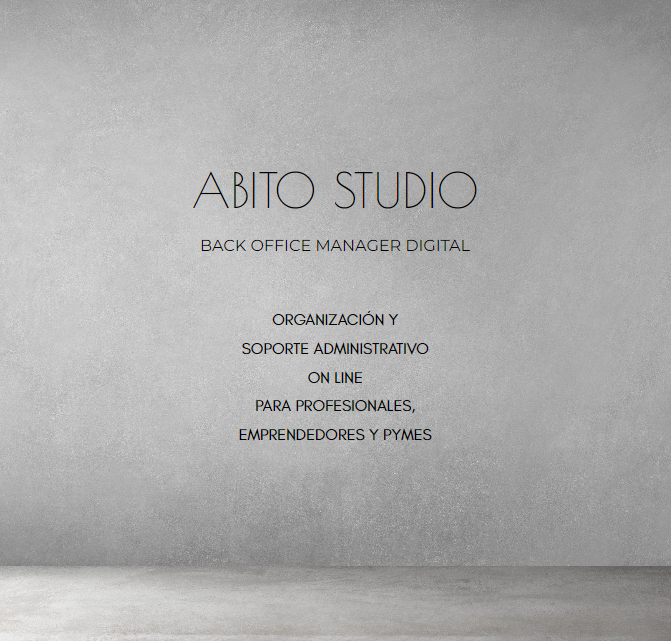 ABITO STUDIO
BACK OFFICE MANAGER DIGITAL
ORGANIZACIÓN Y
SOPORTE ADMINISTRATIVO
ON LINE
PARA PROFESIONALES,
EMPRENDEDORES Y PYMES